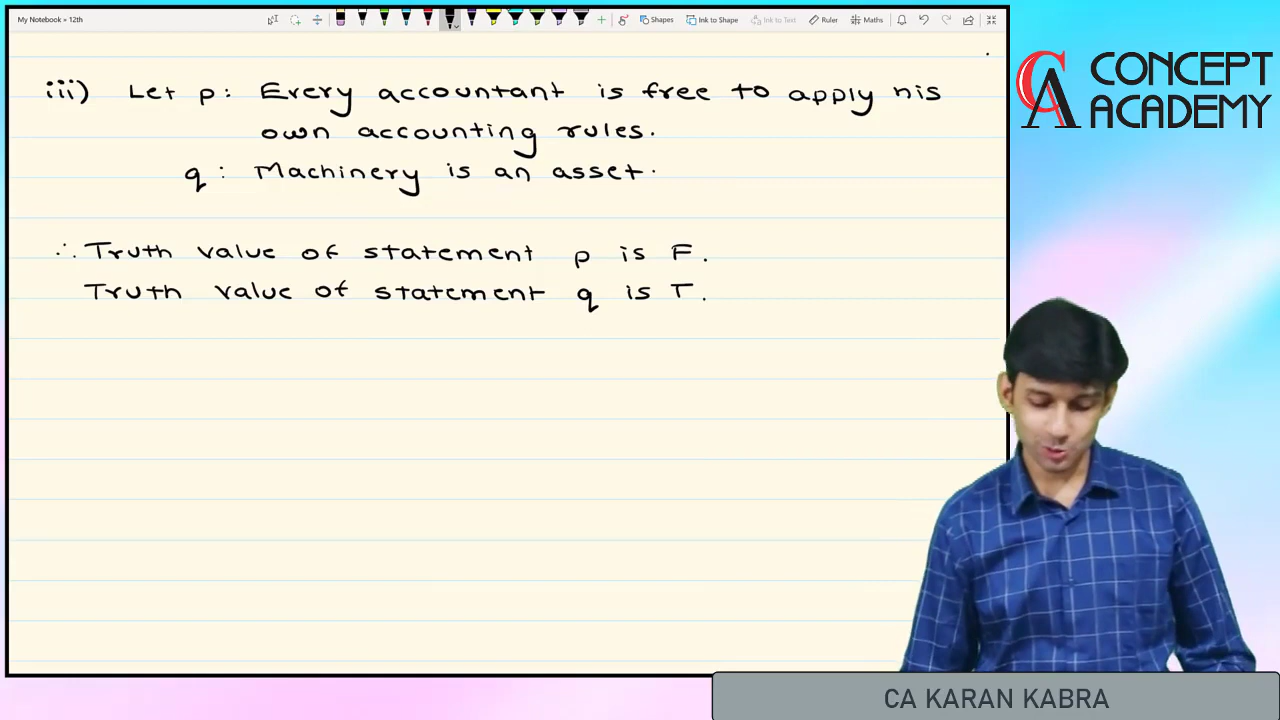 My Notebook » 12th
Shapes
Ink to Shape
Ink to Text
Ruler
Maths
CONCEPT
ACADEMY
iii) Let p: Every accountant is free to apply his
own accounting rules.
q: Machinery is an asset.
∴ Truth value of statement p is F.
Truth value of statement q is T.
CA KARAN KABRA